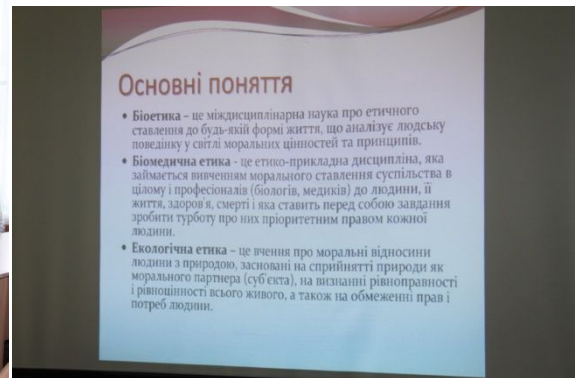 Основні поняття
• Біоетика – це міждисциплінарна наука про етичного
ставлення до будь-якій формі життя, що аналізує людську
поведінку у світлі моральних цінностей та принципів.
• Біомедична етика - це етико-прикладна дисципліна, яка
займається вивченням морального ставлення суспільства в
цілому і професіоналів (біологів, медиків) до людини, її
життя, здоров'я, смерті і яка ставить перед собою завдання
зробити турботу про них пріоритетним правом кожної
людини.
• Екологічна етика – це вчення про моральні відносини
людини з природою, засновані на сприйнятті природи як
морального партнера (суб'єкта), на визнанні рівноправності
і рівноцінності всього живого, а також на обмеженні прав і
потреб людини.